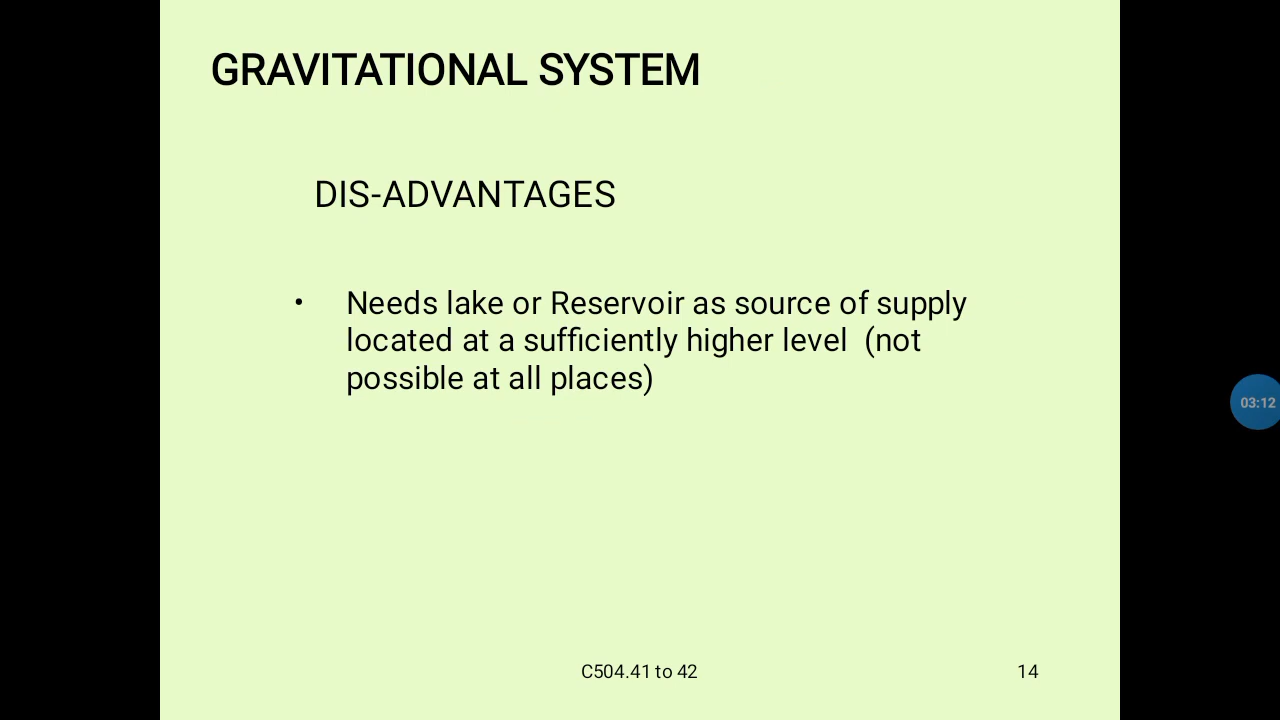 GRAVITATIONAL SYSTEM
DIS-ADVANTAGES
• Needs lake or Reservoir as source of supply
located at a sufficiently higher level  (not
possible at all places)
03:12
C504.41 to 42
14